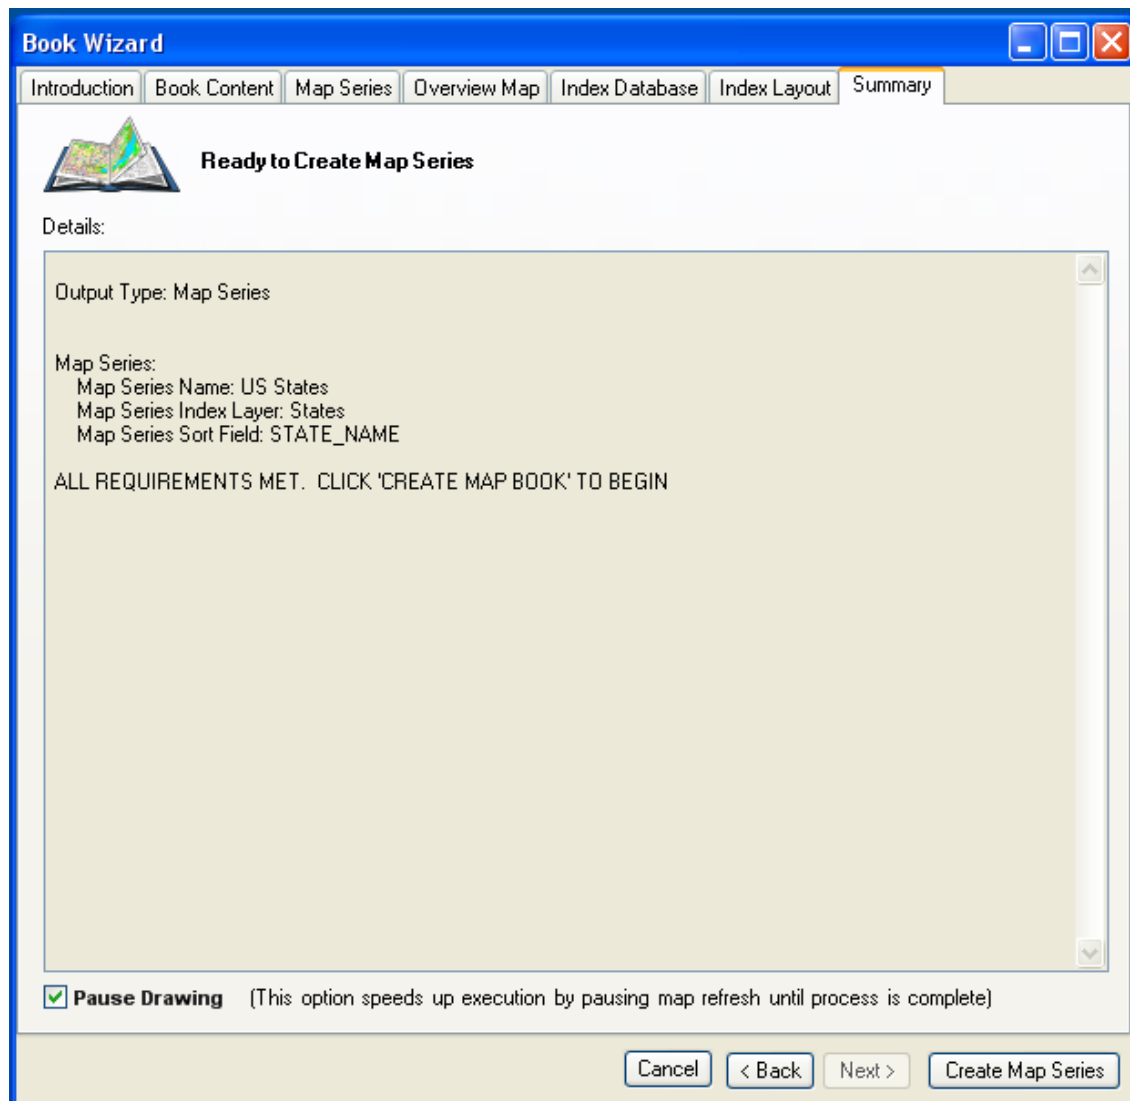 Book Wizard
Introduction Book Content Map Series Overview Map Index Database Index Layout Summary
Ready to Create Map Series
Details:
Output Type: Map Series
Map Series:
Map Series Name: US States
Map Series Index Layer: States
Map Series Sort Field: STATE_NAME
ALL REQUIREMENTS MET.  CLICK 'CREATE MAP BOOK' TO BEGIN
Pause Drawing (This option speeds up execution by pausing map refresh until process is complete)
Cancel < Back Next > Create Map Series